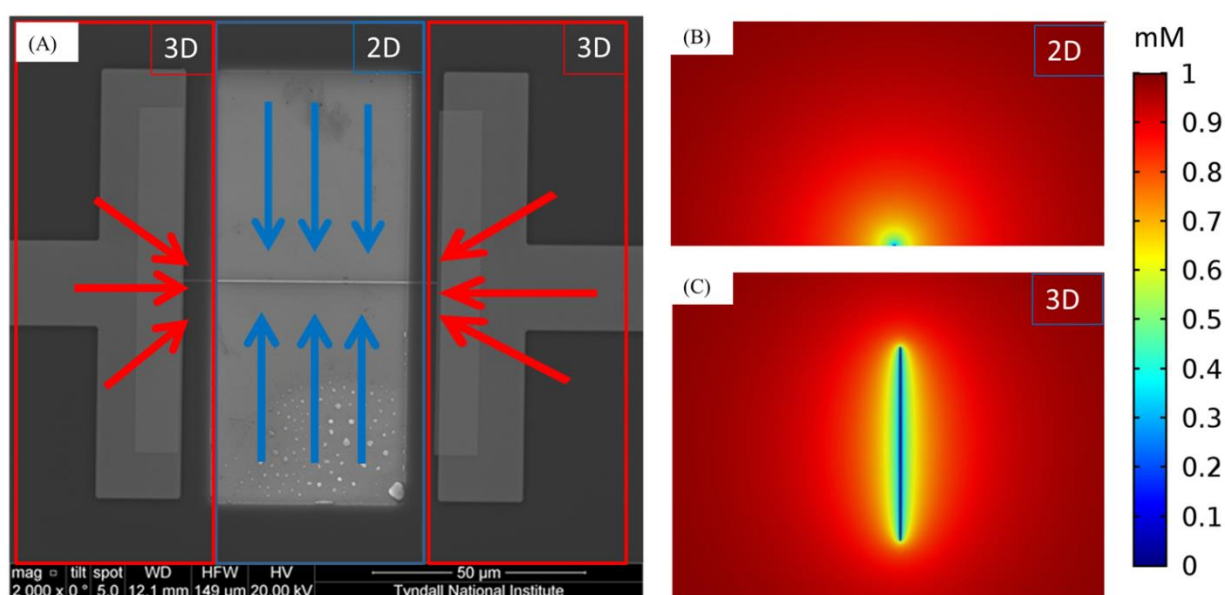 (A)
3D
2D
3D
mag □ tilt spot WD HFW HV 50 µm
2 000 x 0 ° 5.0 12.1 mm 149 µm 20.00 kV Tyndall National Institute
(B)
2D
(C)
3D
mM
1
0.9
0.8
0.7
0.6
0.5
0.4
0.3
0.2
0.1
0